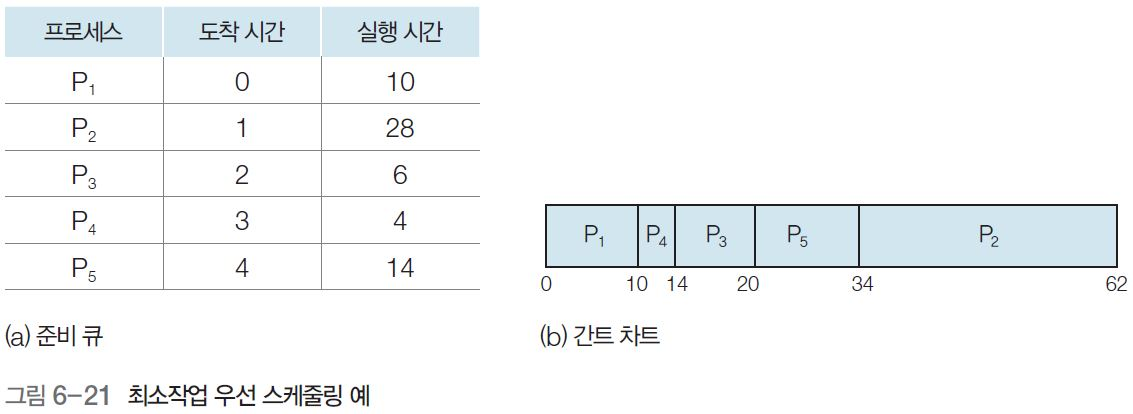 프로세스 도착 시간 실행 시간
P₁ 0 10
P₂ 1 28
P₃ 2 6
P₄ 3 4
P₅ 4 14
(a) 준비 큐
P₁ P₄ P₃ P₅ P₂
0 10 14 20 34 62
(b) 간트 차트
그림 6-21 최소작업 우선 스케줄링 예